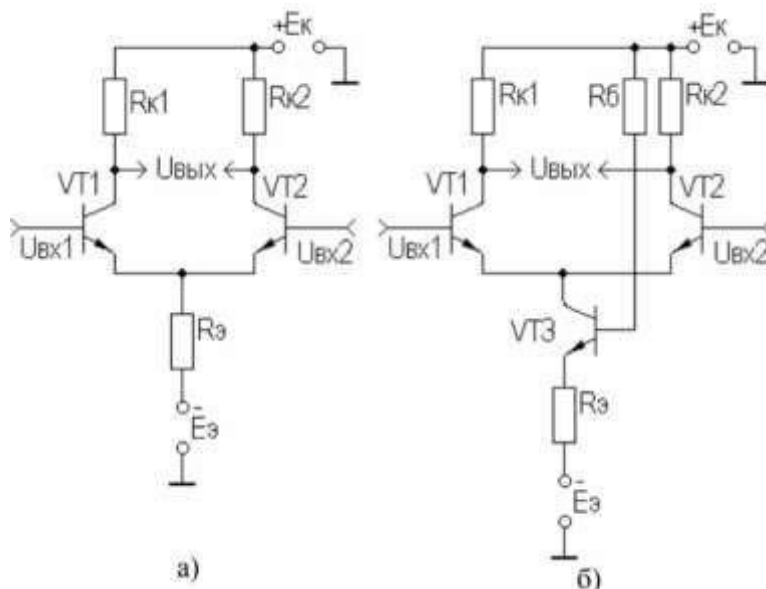 +Eк
Rк1
Rк2
VT1
Uвых
VT2
Uвх1
Uвх2
Rэ
-
Eэ
а)
+Eк
Rк1
Rб
Rк2
VT1
Uвых
VT2
Uвх1
Uвх2
VT3
Rэ
-
Eэ
б)